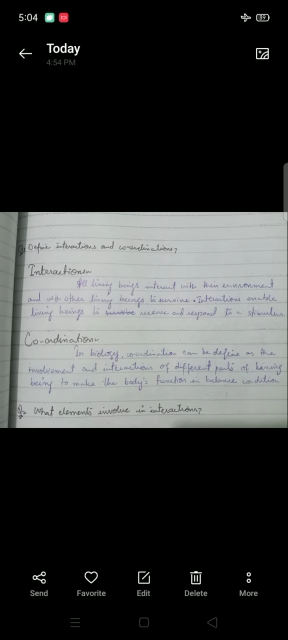 5:04
89
Today
4:54 PM
Define interactions and co-ordinations?
Interaction:-
All living beings interact with their environment
and with other living beings to survive. Interactions enable
living beings to receive and respond to a stimulus
Co-ordination:-
In biology, co-ordination can be define as the
involvement and interactions of different parts of
being to make the body's function in balance condition
Q: What elements involve in interactions?
Send
Favorite
Edit
Delete
More